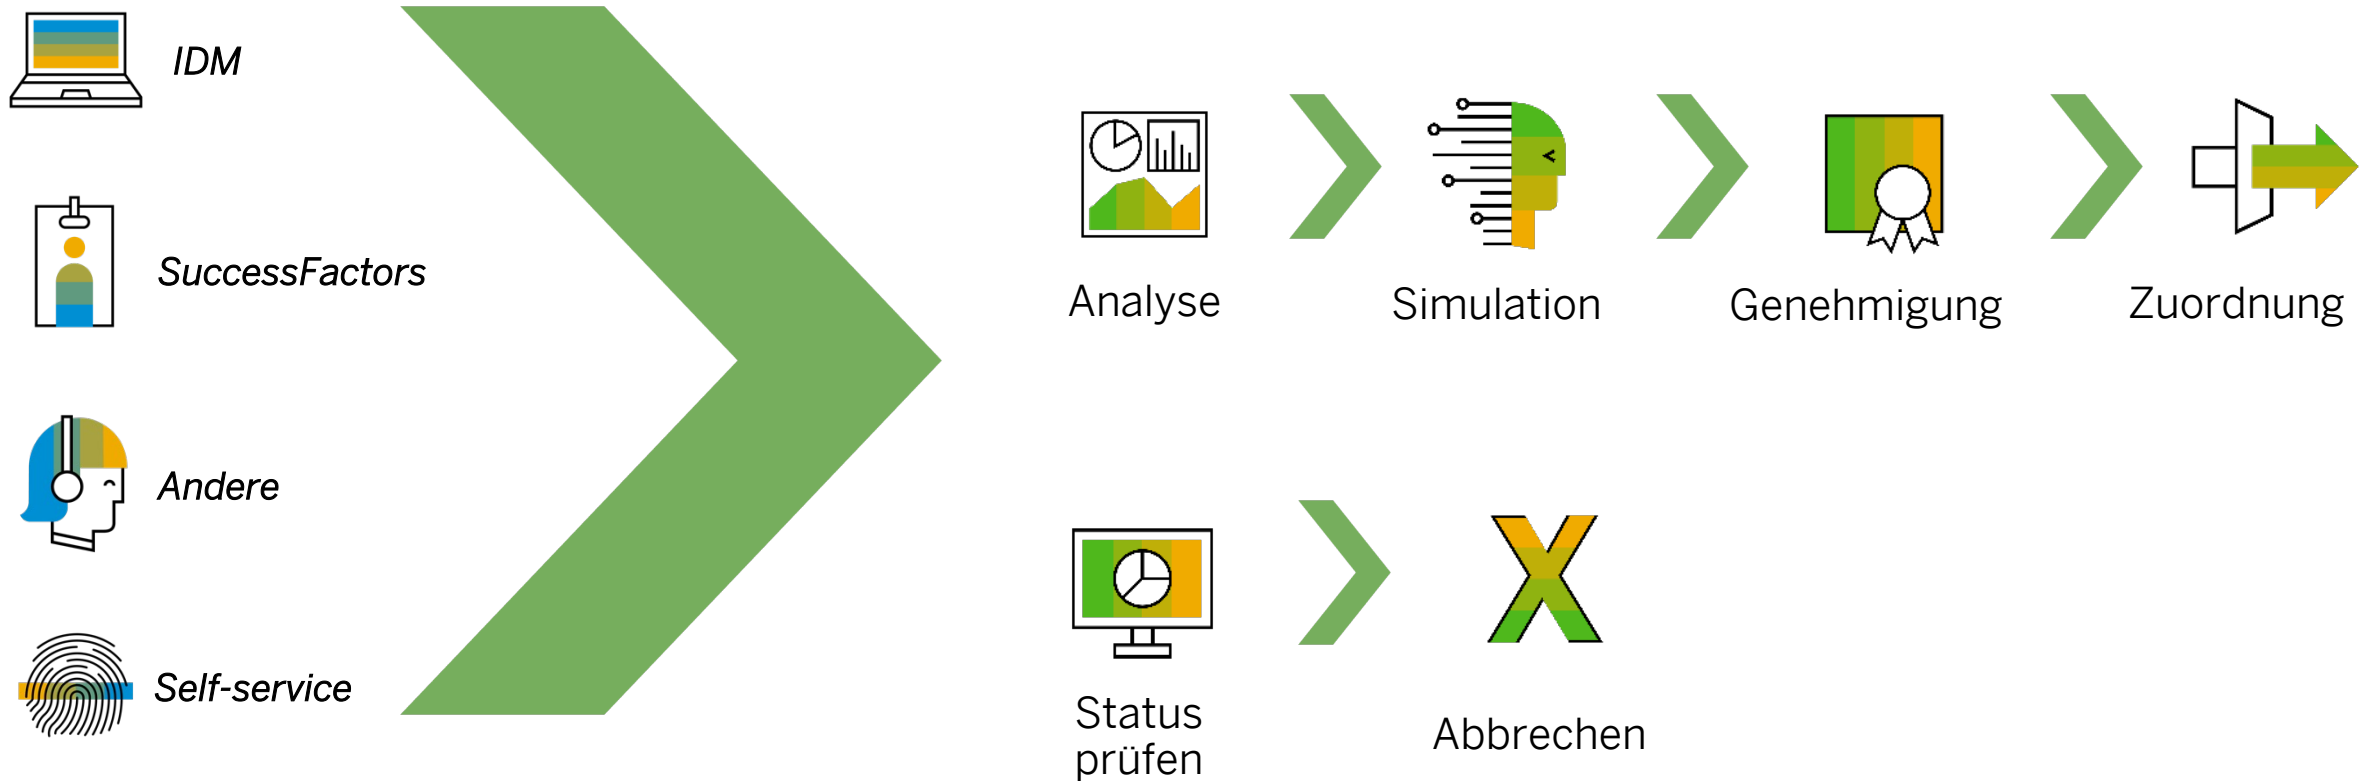 IDM
SuccessFactors
Andere
Self-service
Analyse
Simulation
Genehmigung
Zuordnung
Status
prüfen
Abbrechen